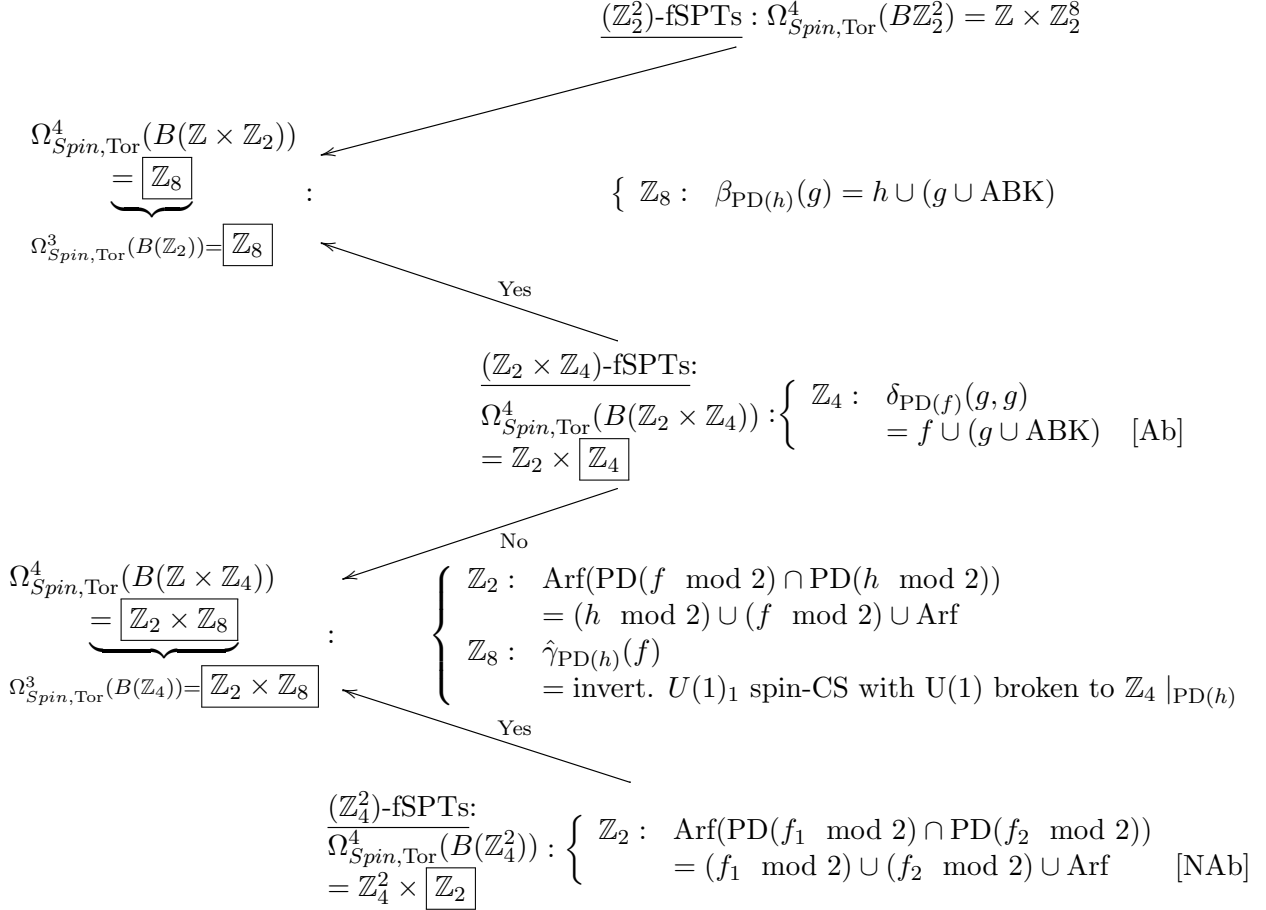 (ℤ₂²)-fSPTs : Ω⁴_{Spin,Tor}(Bℤ₂²) = ℤ × ℤ₂⁸
Ω⁴_{Spin,Tor}(B(ℤ × ℤ₂))
= ℤ₈ : { ℤ₈ : β_{PD(h)}(g) = h ∪ (g ∪ ABK)
Ω³_{Spin,Tor}(B(ℤ₂))=ℤ₈
Yes
(ℤ₂ × ℤ₄)-fSPTs:
Ω⁴_{Spin,Tor}(B(ℤ₂ × ℤ₄)) : { ℤ₄ : δ_{PD(f)}(g, g)
= ℤ₂ × ℤ₄ = f ∪ (g ∪ ABK) [Ab]
No
Ω⁴_{Spin,Tor}(B(ℤ × ℤ₄))
= ℤ₂ × ℤ₈ :
Ω³_{Spin,Tor}(B(ℤ₄))=ℤ₂ × ℤ₈
{ ℤ₂ : Arf(PD(f mod 2) ∩ PD(h mod 2))
= (h mod 2) ∪ (f mod 2) ∪ Arf
ℤ₈ : γ̂_{PD(h)}(f)
= invert. U(1)₁ spin-CS with U(1) broken to ℤ₄ |_{PD(h)}
Yes
(ℤ₄²)-fSPTs:
Ω⁴_{Spin,Tor}(B(ℤ₄²)) : { ℤ₂ : Arf(PD(f₁ mod 2) ∩ PD(f₂ mod 2))
= ℤ₄² × ℤ₂ = (f₁ mod 2) ∪ (f₂ mod 2) ∪ Arf [NAb]